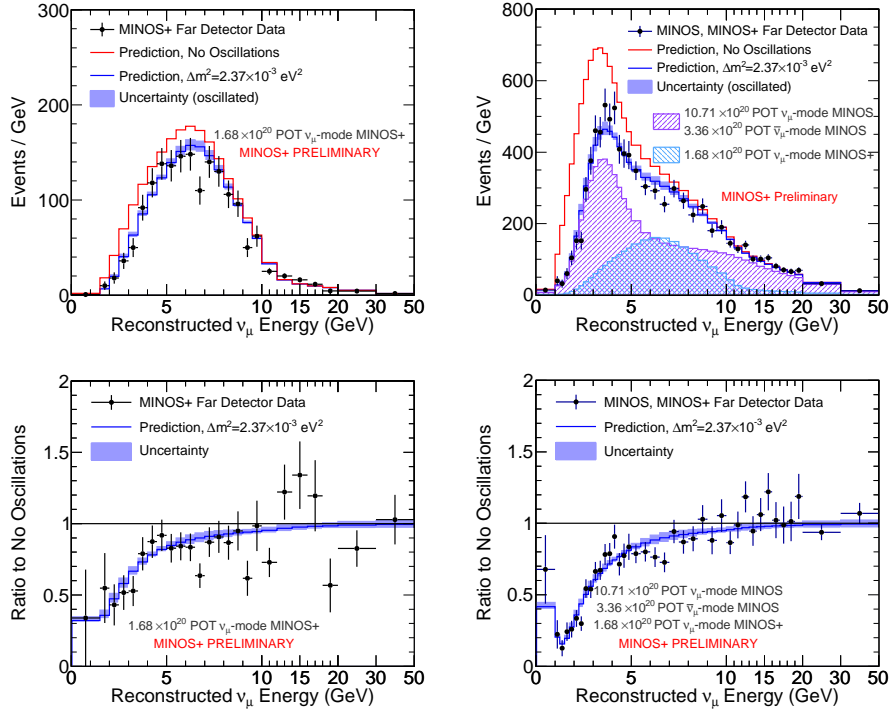 MINOS+ Far Detector Data
Prediction, No Oscillations
Prediction, Δm²=2.37×10⁻³ eV²
Uncertainty (oscillated)
1.68×10²⁰ POT νμ-mode MINOS+
MINOS+ PRELIMINARY
Events / GeV
300
200
100
0
0 5 10 15 20 30 50
Reconstructed νμ Energy (GeV)
MINOS, MINOS+ Far Detector Data
Prediction, No Oscillations
Prediction, Δm²=2.37×10⁻³ eV²
Uncertainty (oscillated)
10.71 ×10²⁰ POT νμ-mode MINOS
3.36 ×10²⁰ POT ν̅μ-mode MINOS
1.68 ×10²⁰ POT νμ-mode MINOS+
MINOS+ Preliminary
Events / GeV
800
600
400
200
0
0 5 10 15 20 30 50
Reconstructed νμ Energy (GeV)
MINOS+ Far Detector Data
Prediction, Δm²=2.37×10⁻³ eV²
Uncertainty
1.68 ×10²⁰ POT νμ-mode MINOS+
MINOS+ PRELIMINARY
Ratio to No Oscillations
2
1.5
1
0.5
0
0 5 10 15 20 30 50
Reconstructed νμ Energy (GeV)
MINOS, MINOS+ Far Detector Data
Prediction, Δm²=2.37×10⁻³ eV²
Uncertainty
10.71 ×10²⁰ POT νμ-mode MINOS
3.36 ×10²⁰ POT ν̅μ-mode MINOS
1.68 ×10²⁰ POT νμ-mode MINOS+
MINOS+ PRELIMINARY
Ratio to No Oscillations
2
1.5
1
0.5
0
0 5 10 15 20 30 50
Reconstructed νμ Energy (GeV)